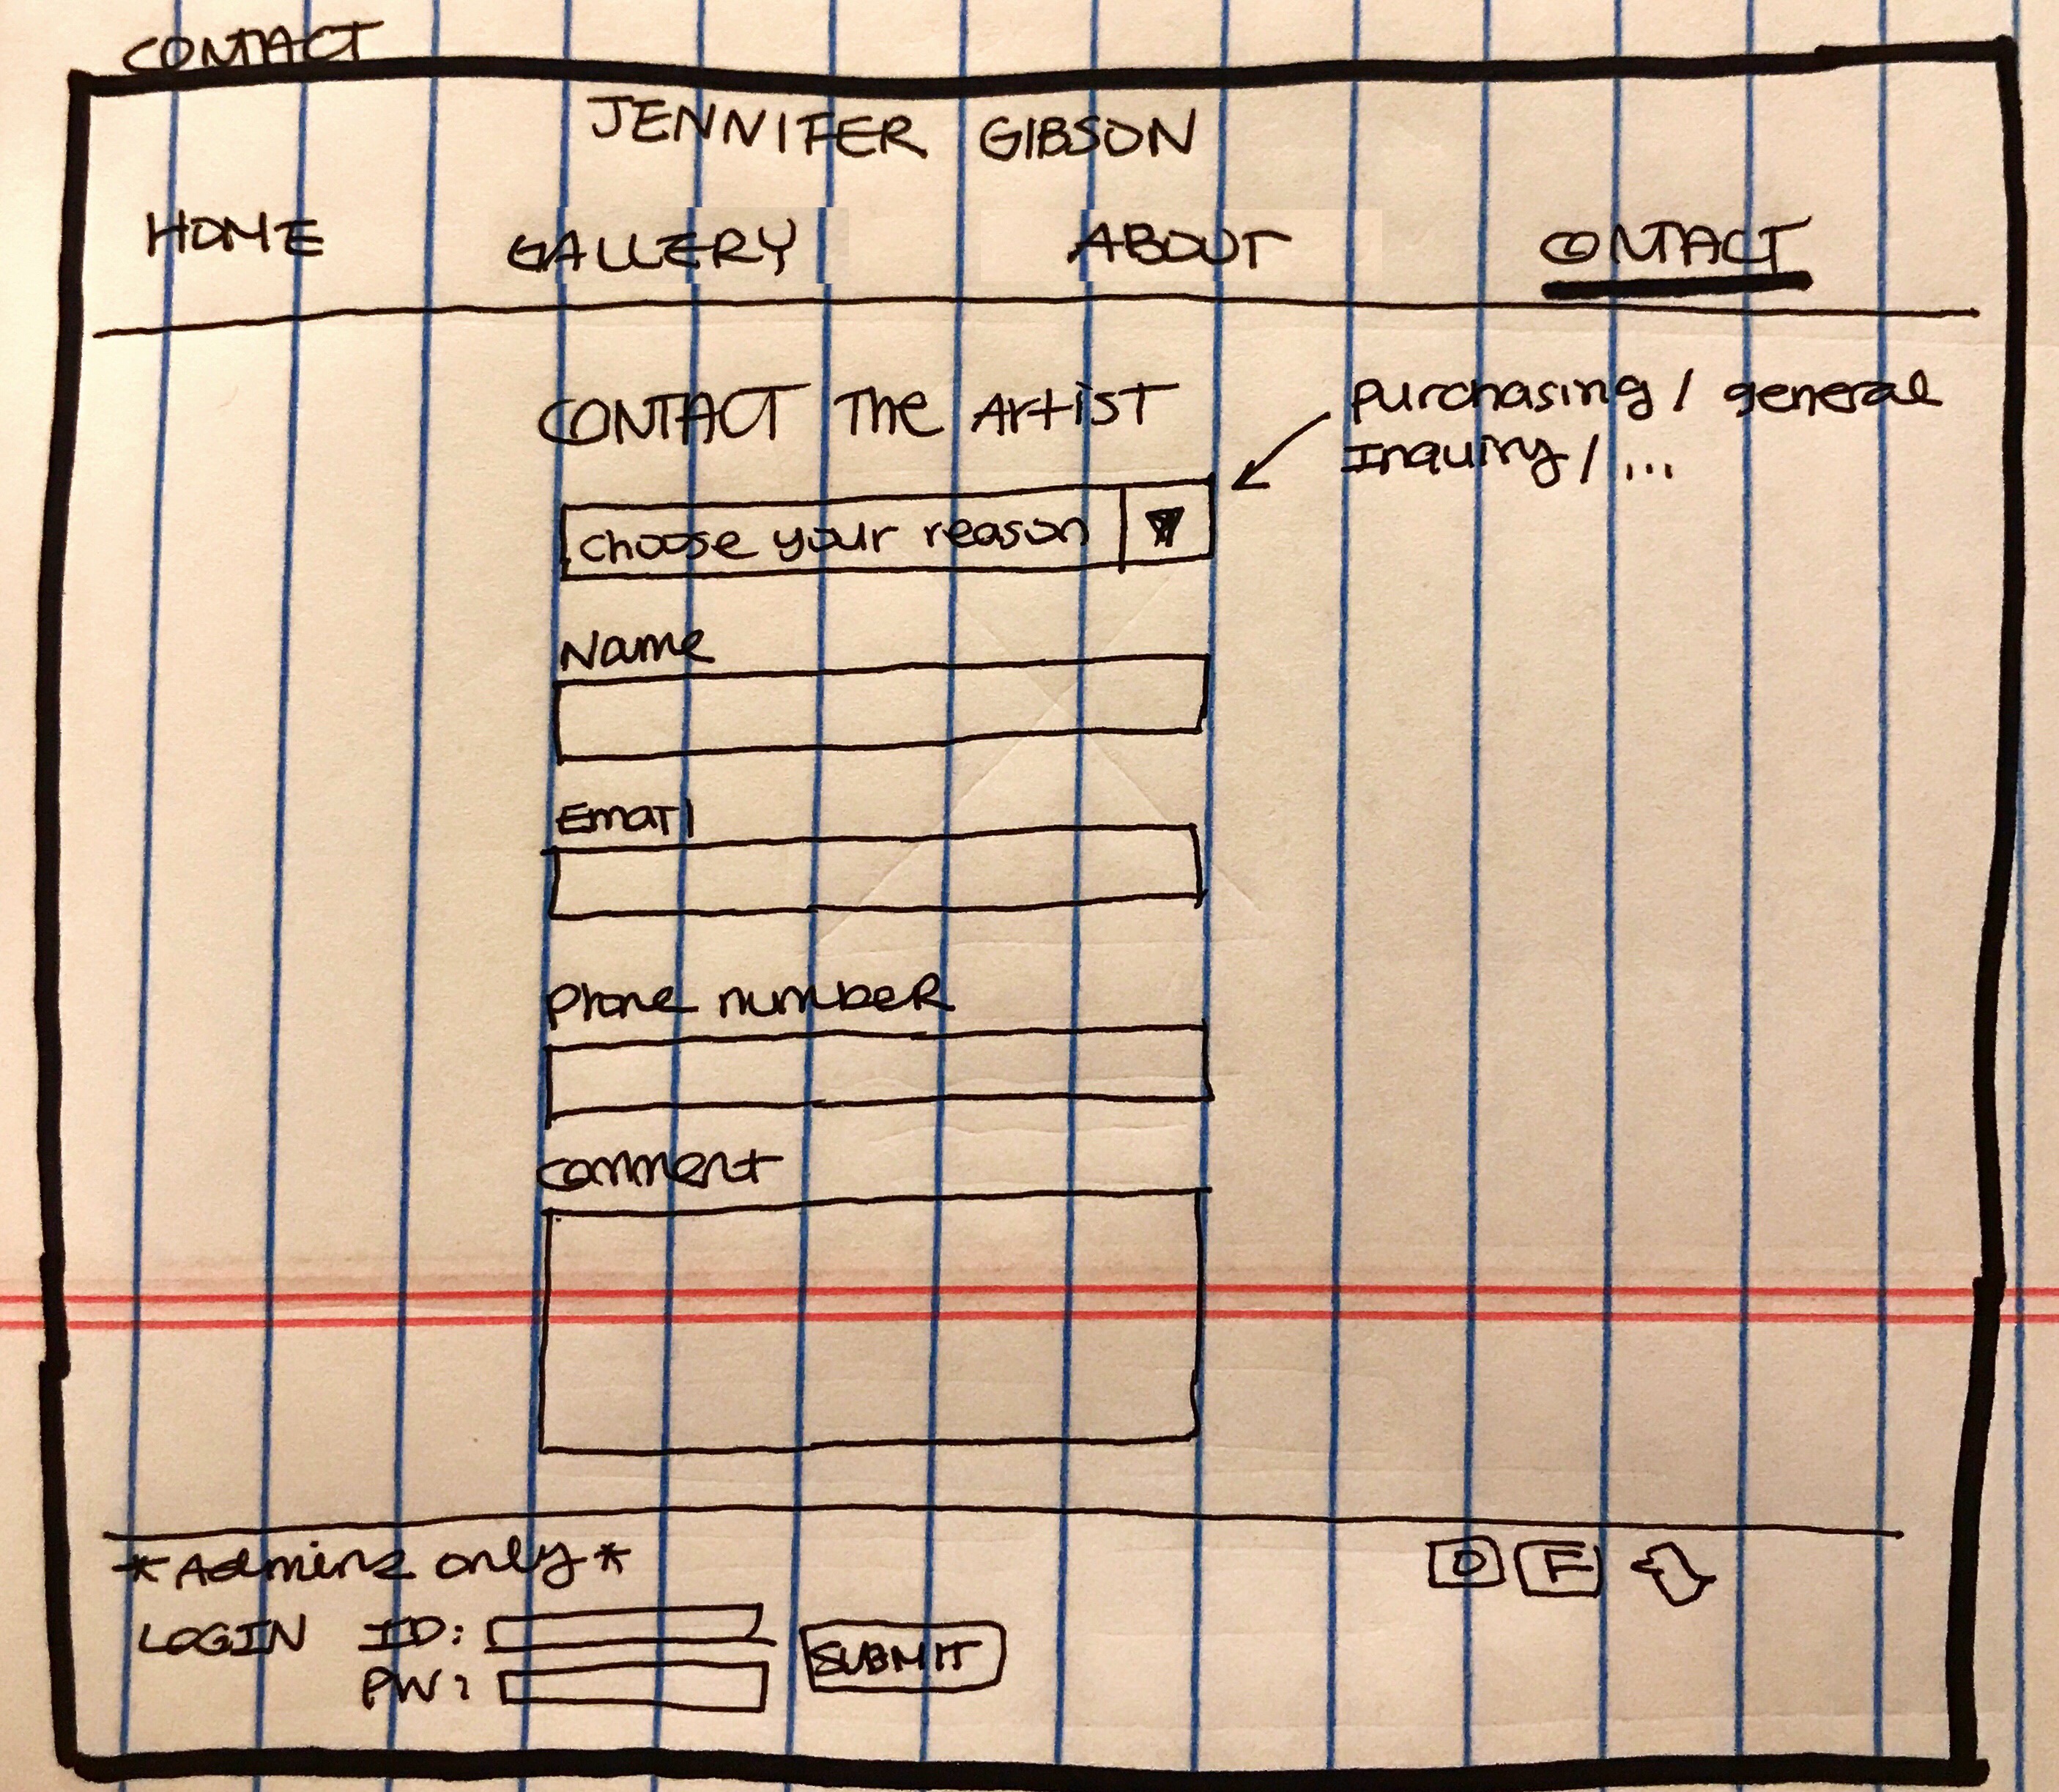 CONTACT
JENNIFER GIBSON
HOME GALLERY ABOUT CONTACT
CONTACT The ArtiST
purchasing / general
Inquiry / ...
choose your reason
Name
Email
phone number
comment
*Admins only*
LOGIN ID:
PW:
SUBMIT
O F